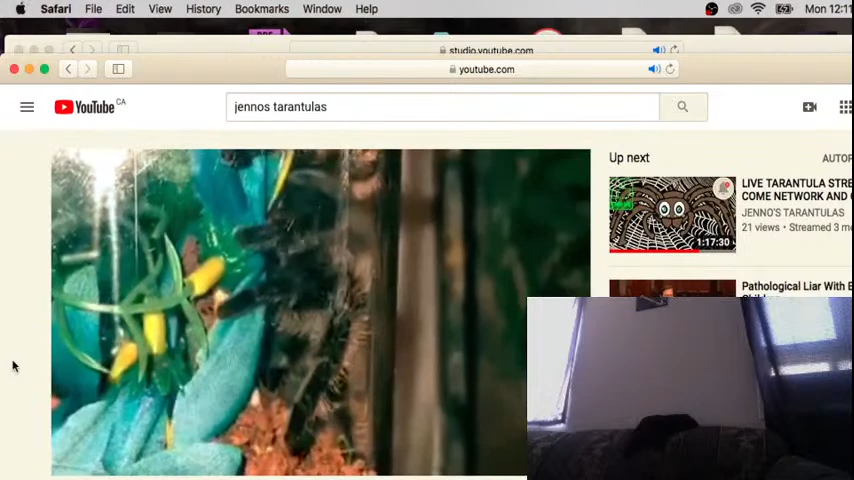 Safari File Edit View History Bookmarks Window Help Mon 12:11
studio.youtube.com
youtube.com
YouTube CA
jennos tarantulas
Up next
LIVE TARANTULA STRE
COME NETWORK AND
JENNO'S TARANTULAS
21 views • Streamed 3 m
1:17:30
Pathological Liar With